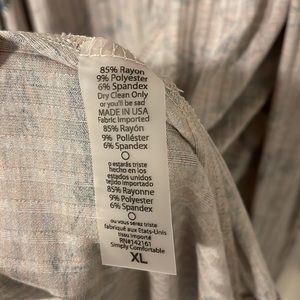 85% Rayon
9% Polyester
6% Spandex
Dry Clean Only
or you'll be sad
MADE IN USA
Fabric Imported
85% Rayón
9% Poliéster
6% Spandex
o estarás triste
hecho en los
estados unidos
tejido importado
85% Rayonne
9% Polyester
6% Spandex
ou vous serez triste
fabriqué aux Etats-Unis
tissu importé
RN#142161
Simply Comfortable
XL